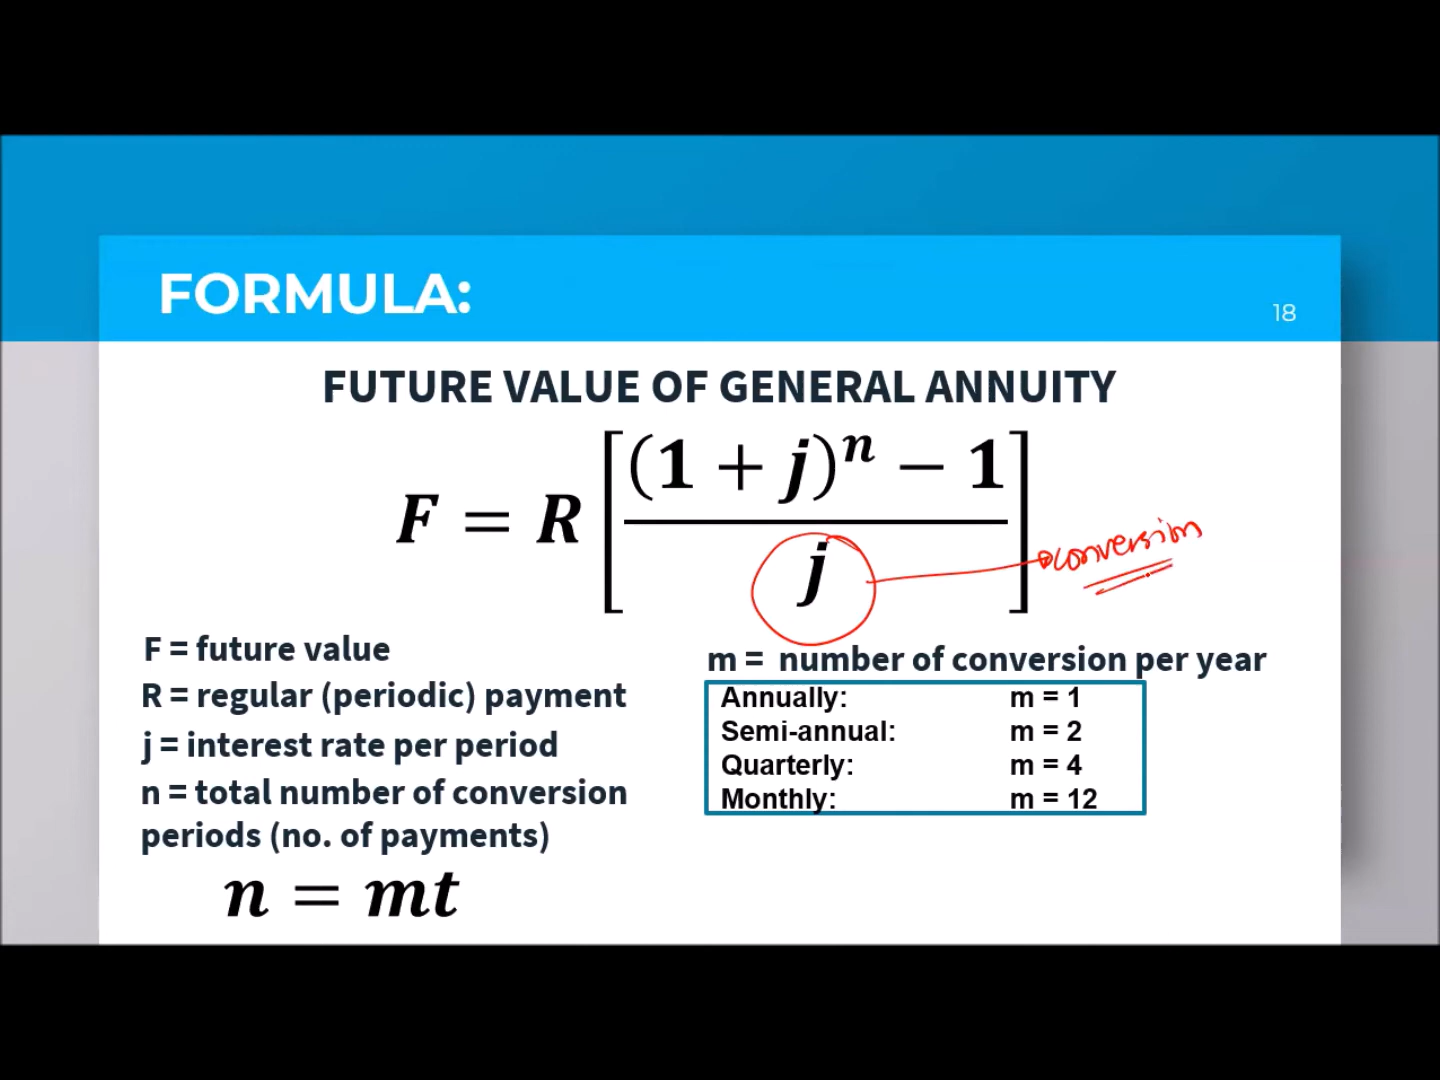 FORMULA:
18
FUTURE VALUE OF GENERAL ANNUITY
F = R [ ((1 + j)^n − 1) / j ]
conversion
F = future value
R = regular (periodic) payment
j = interest rate per period
n = total number of conversion
periods (no. of payments)
n = mt
m = number of conversion per year
Annually: m = 1
Semi-annual: m = 2
Quarterly: m = 4
Monthly: m = 12